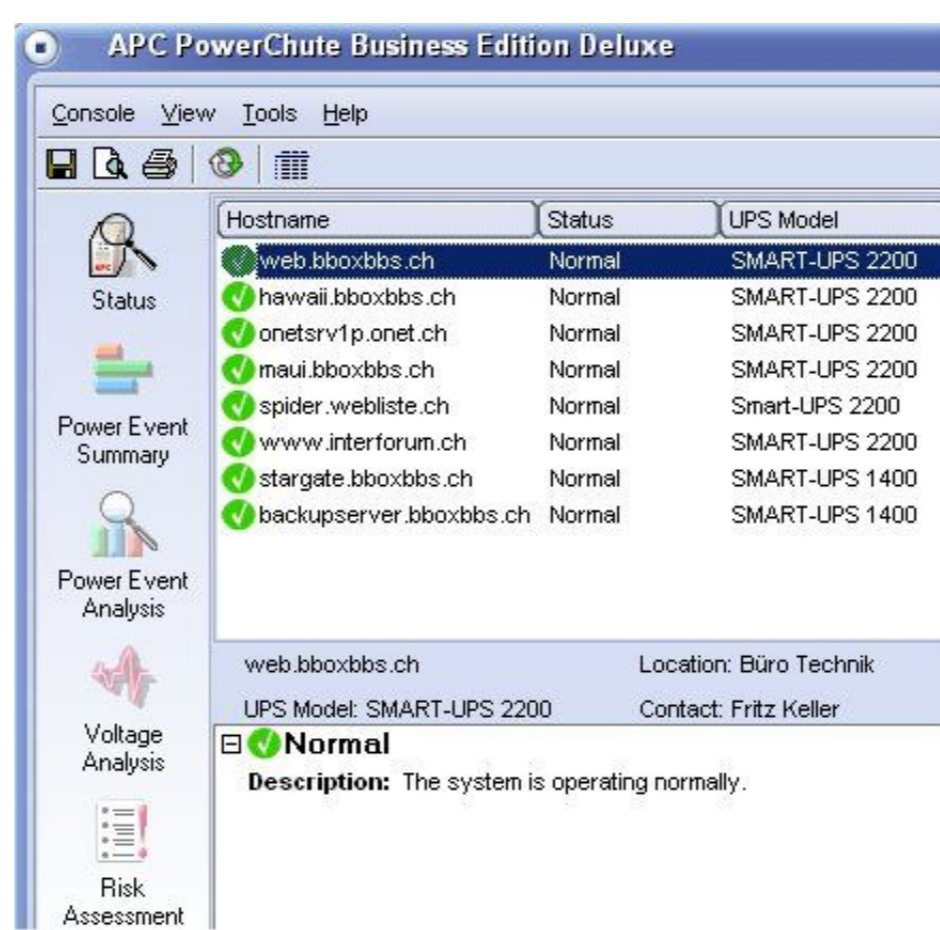 APC PowerChute Business Edition Deluxe
Console View Tools Help
Hostname Status UPS Model
web.bboxbbs.ch Normal SMART-UPS 2200
hawaii.bboxbbs.ch Normal SMART-UPS 2200
onetsrv1p.onet.ch Normal SMART-UPS 2200
maui.bboxbbs.ch Normal SMART-UPS 2200
spider.webliste.ch Normal Smart-UPS 2200
www.interforum.ch Normal SMART-UPS 2200
stargate.bboxbbs.ch Normal SMART-UPS 1400
backupserver.bboxbbs.ch Normal SMART-UPS 1400
Status
Power Event
Summary
Power Event
Analysis
Voltage
Analysis
Risk
Assessment
web.bboxbbs.ch Location: Büro Technik
UPS Model: SMART-UPS 2200 Contact: Fritz Keller
Normal
Description: The system is operating normally.